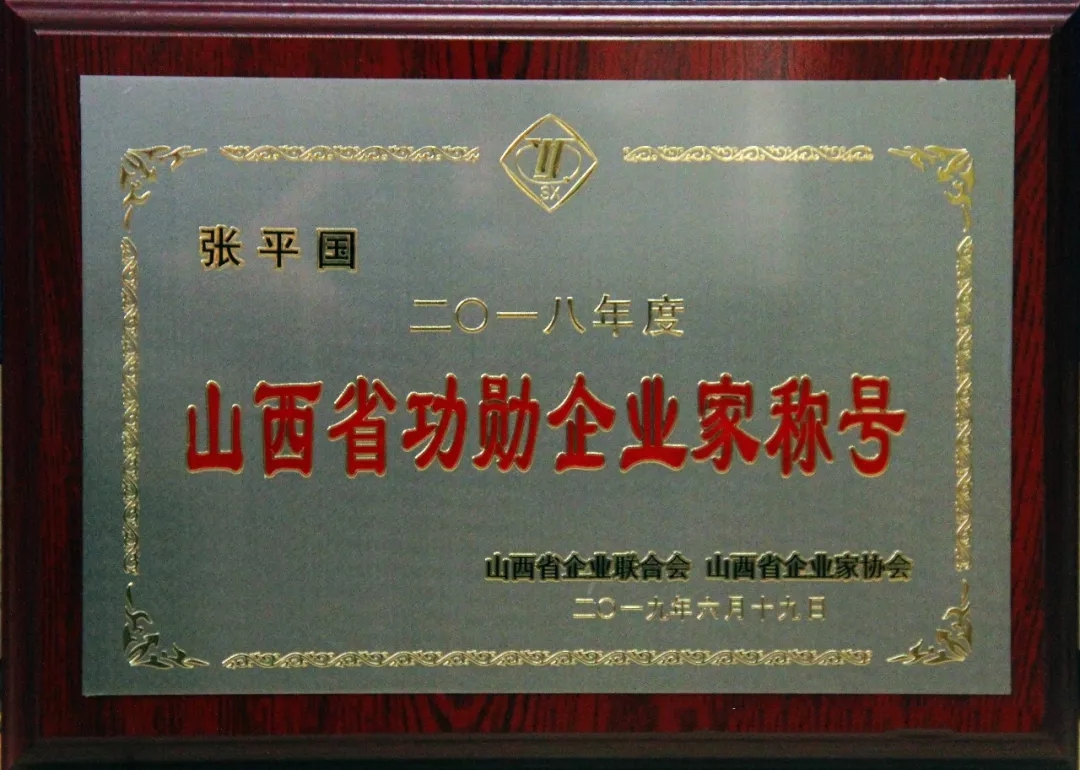 SX
张平国
二〇一八年度
山西省功勋企业家称号
山西省企业联合会 山西省企业家协会
二〇一九年六月十九日